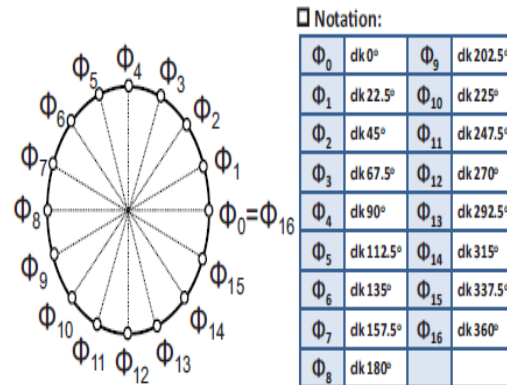 □ Notation:
Φ0 dk 0° Φ9 dk 202.5°
Φ1 dk 22.5° Φ10 dk 225°
Φ2 dk 45° Φ11 dk 247.5°
Φ3 dk 67.5° Φ12 dk 270°
Φ4 dk 90° Φ13 dk 292.5°
Φ5 dk 112.5° Φ14 dk 315°
Φ6 dk 135° Φ15 dk 337.5°
Φ7 dk 157.5° Φ16 dk 360°
Φ8 dk 180°
Φ4
Φ5
Φ3
Φ6
Φ2
Φ7
Φ1
Φ8
Φ0=Φ16
Φ9
Φ15
Φ10
Φ14
Φ11
Φ13
Φ12